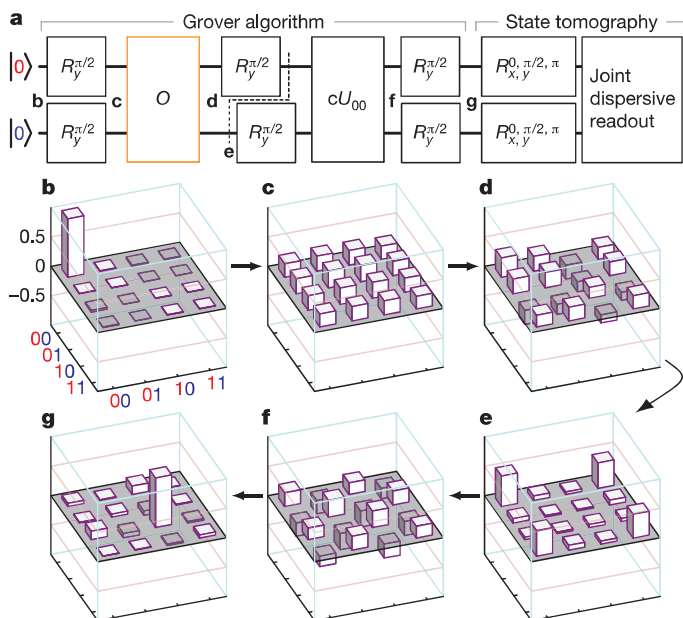 a
Grover algorithm
State tomography
|0⟩ R_y^{π/2} O R_y^{π/2} cU_{00} R_y^{π/2} R_{x, y}^{0, π/2, π} Joint dispersive readout
b c d e f g
|0⟩ R_y^{π/2} R_y^{π/2} R_y^{π/2} R_{x, y}^{0, π/2, π}
b
c
d
0.5
0
−0.5
00
01
10
11
00 01 10 11
g
f
e